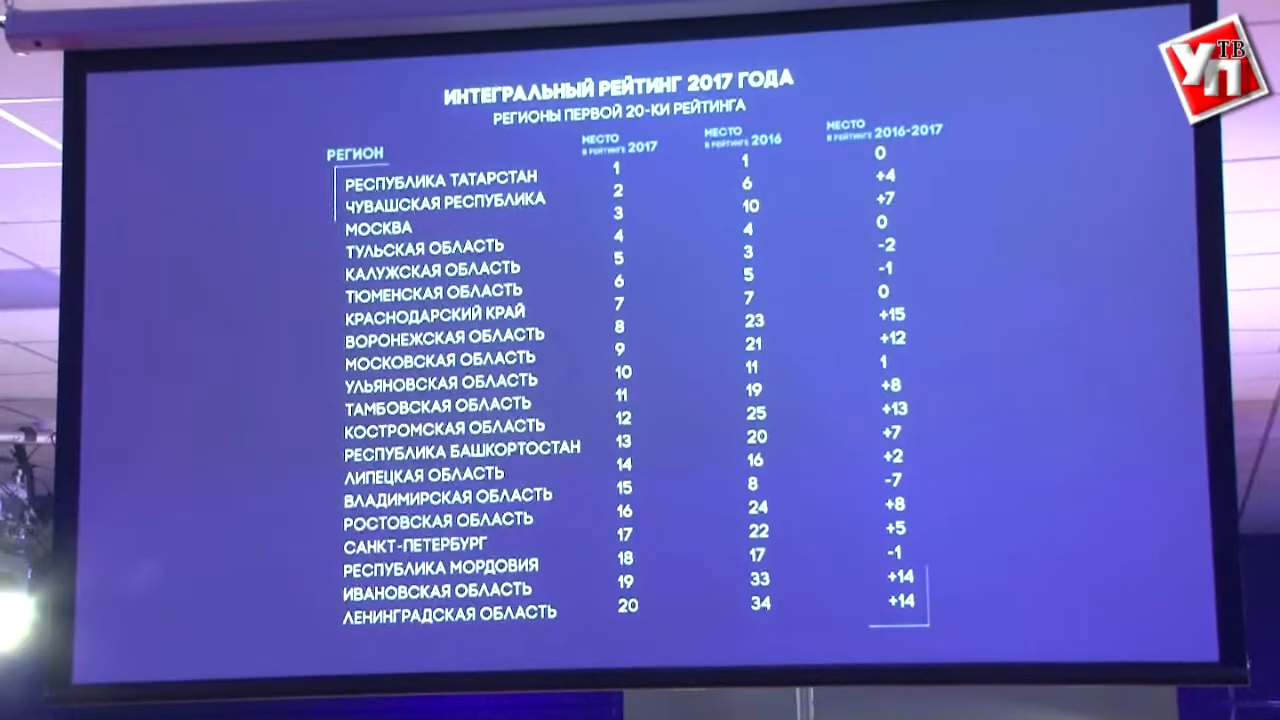 УП ТВ
ИНТЕГРАЛЬНЫЙ РЕЙТИНГ 2017 ГОДА
РЕГИОНЫ ПЕРВОЙ 20-КИ РЕЙТИНГА
РЕГИОН МЕСТО В РЕЙТИНГЕ 2017 МЕСТО В РЕЙТИНГЕ 2016 МЕСТО В РЕЙТИНГЕ 2016-2017
РЕСПУБЛИКА ТАТАРСТАН 1 1 0
ЧУВАШСКАЯ РЕСПУБЛИКА 2 6 +4
МОСКВА 3 10 +7
ТУЛЬСКАЯ ОБЛАСТЬ 4 4 0
КАЛУЖСКАЯ ОБЛАСТЬ 5 3 -2
ТЮМЕНСКАЯ ОБЛАСТЬ 6 5 -1
КРАСНОДАРСКИЙ КРАЙ 7 7 0
ВОРОНЕЖСКАЯ ОБЛАСТЬ 8 23 +15
МОСКОВСКАЯ ОБЛАСТЬ 9 21 +12
УЛЬЯНОВСКАЯ ОБЛАСТЬ 10 11 1
ТАМБОВСКАЯ ОБЛАСТЬ 11 19 +8
КОСТРОМСКАЯ ОБЛАСТЬ 12 25 +13
РЕСПУБЛИКА БАШКОРТОСТАН 13 20 +7
ЛИПЕЦКАЯ ОБЛАСТЬ 14 16 +2
ВЛАДИМИРСКАЯ ОБЛАСТЬ 15 8 -7
РОСТОВСКАЯ ОБЛАСТЬ 16 24 +8
САНКТ-ПЕТЕРБУРГ 17 22 +5
РЕСПУБЛИКА МОРДОВИЯ 18 17 -1
ИВАНОВСКАЯ ОБЛАСТЬ 19 33 +14
ЛЕНИНГРАДСКАЯ ОБЛАСТЬ 20 34 +14